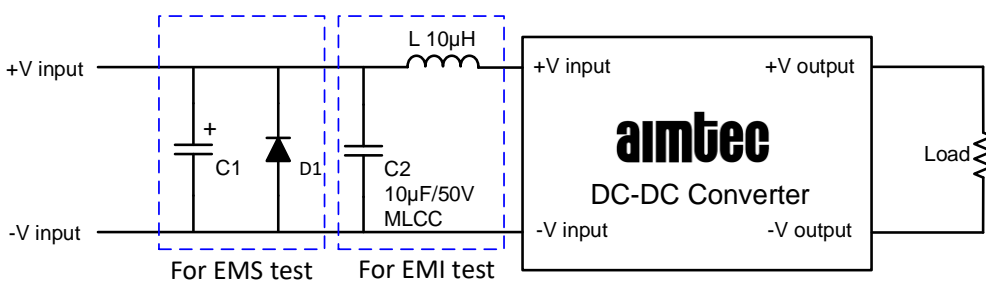 L 10µH
+V input
+V input
+V output
+
C1
D1
C2
10µF/50V
MLCC
aimtec
DC-DC Converter
Load
-V input
-V input
-V output
For EMS test
For EMI test